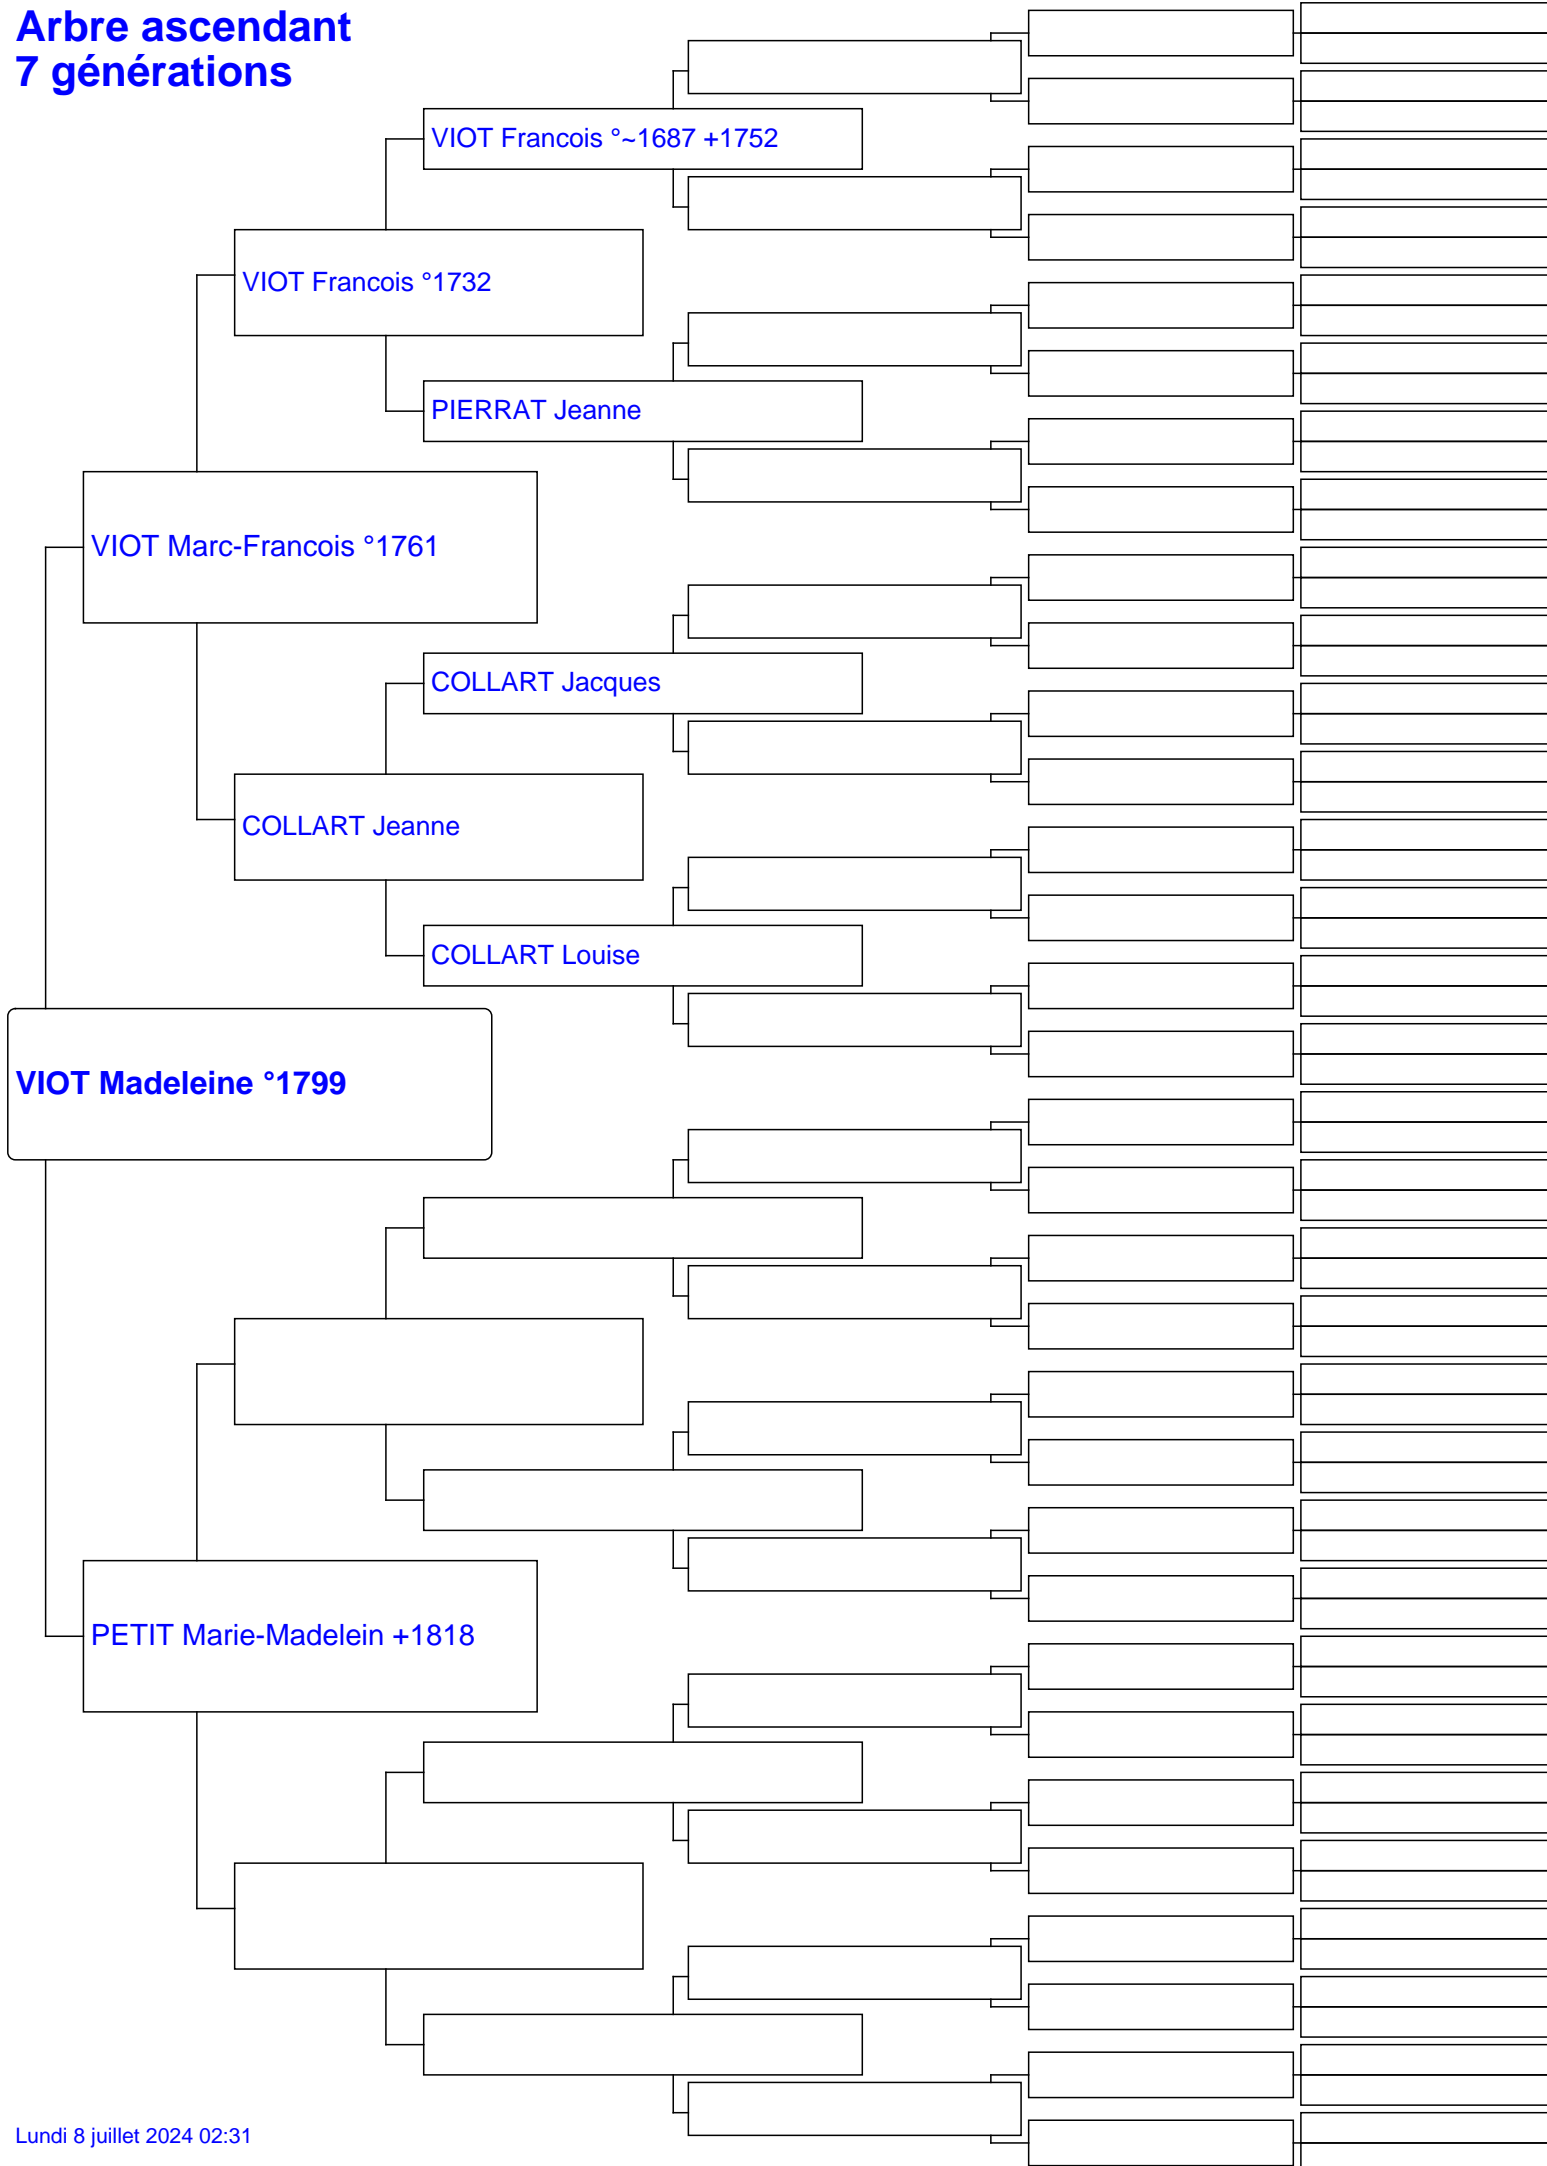 Arbre ascendant
7 générations
VIOT Francois °~1687 +1752
VIOT Francois °1732
PIERRAT Jeanne
VIOT Marc-Francois °1761
COLLART Jacques
COLLART Jeanne
COLLART Louise
VIOT Madeleine °1799
PETIT Marie-Madelein +1818
Lundi 8 juillet 2024 02:31